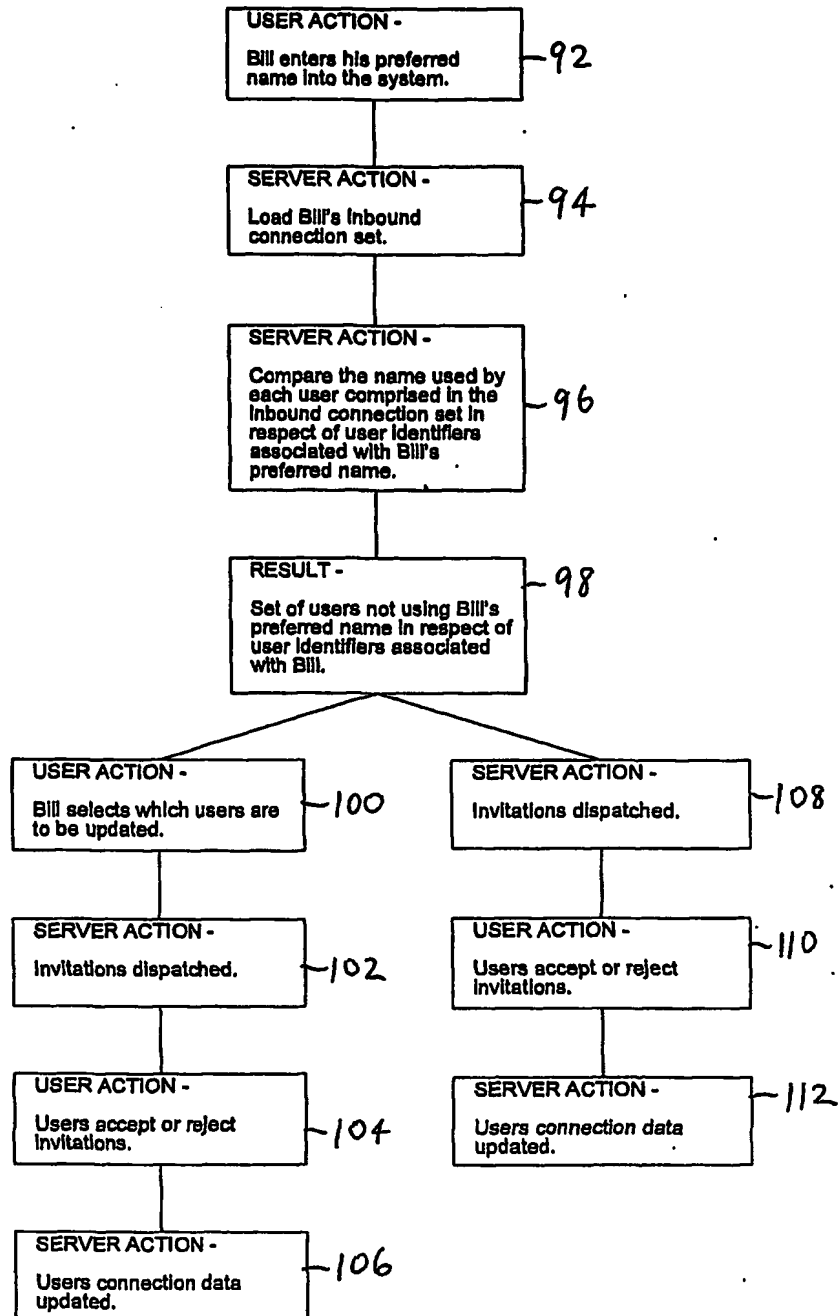 USER ACTION -
Bill enters his preferred
name into the system.
92
SERVER ACTION -
Load Bill's inbound
connection set.
94
SERVER ACTION -
Compare the name used by
each user comprised in the
inbound connection set in
respect of user identifiers
associated with Bill's
preferred name.
96
RESULT -
Set of users not using Bill's
preferred name in respect of
user identifiers associated
with Bill.
98
USER ACTION -
Bill selects which users are
to be updated.
100
SERVER ACTION -
Invitations dispatched.
102
USER ACTION -
Users accept or reject
invitations.
104
SERVER ACTION -
Users connection data
updated.
106
SERVER ACTION -
Invitations dispatched.
108
USER ACTION -
Users accept or reject
invitations.
110
SERVER ACTION -
Users connection data
updated.
112